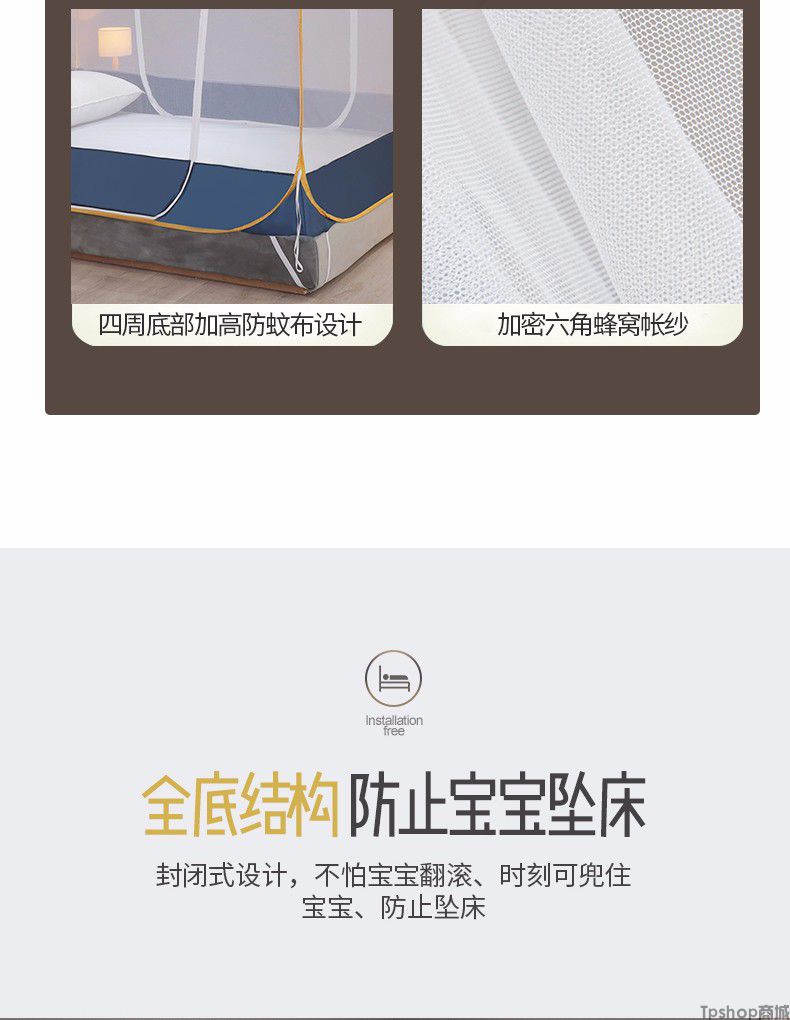 四周底部加高防蚊布设计
加密六角蜂窝帐纱
Installation
free
全底结构 防止宝宝坠床
封闭式设计，不怕宝宝翻滚、时刻可兜住
宝宝、防止坠床
Tpshop商城